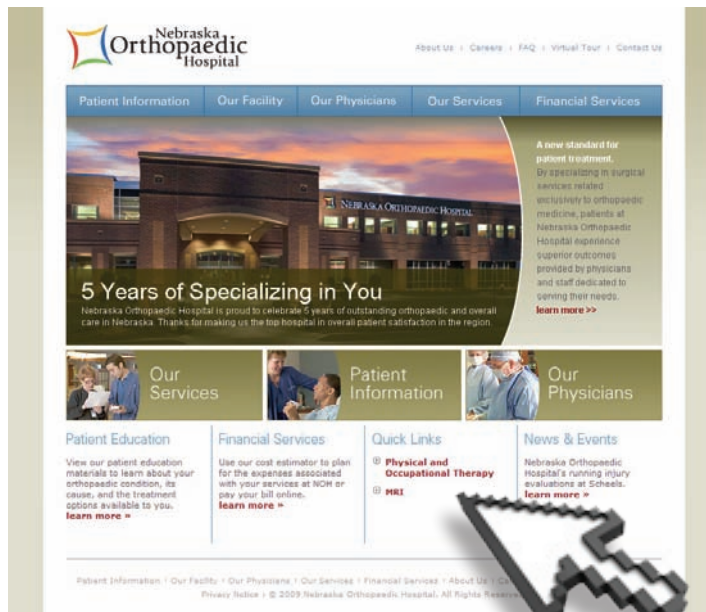 Nebraska
Orthopaedic
Hospital
About Us | Careers | FAQ | Virtual Tour | Contact Us
Patient Information
Our Facility
Our Physicians
Our Services
Financial Services
NEBRASKA ORTHOPAEDIC HOSPITAL
A new standard for
patient treatment.
By specializing in surgical
services related
exclusively to orthopaedic
medicine, patients at
Nebraska Orthopaedic
Hospital experience
superior outcomes
provided by physicians
and staff dedicated to
serving their needs.
learn more >>
5 Years of Specializing in You
Nebraska Orthopaedic Hospital is proud to celebrate 5 years of outstanding orthopaedic and overall
care in Nebraska. Thanks for making us the top hospital in overall patient satisfaction in the region.
Our
Services
Patient
Information
Our
Physicians
Patient Education
View our patient education
materials to learn about your
orthopaedic condition, its
cause, and the treatment
options available to you.
learn more »
Financial Services
Use our cost estimator to plan
for the expenses associated
with your services at NOH or
pay your bill online.
learn more »
Quick Links
Physical and
Occupational Therapy
MRI
News & Events
Nebraska Orthopaedic
Hospital's running injury
evaluations at Scheels.
learn more »
Patient Information | Our Facility | Our Physicians | Our Services | Financial Services | About Us |
Privacy Notice | © 2009 Nebraska Orthopaedic Hospital. All Rights